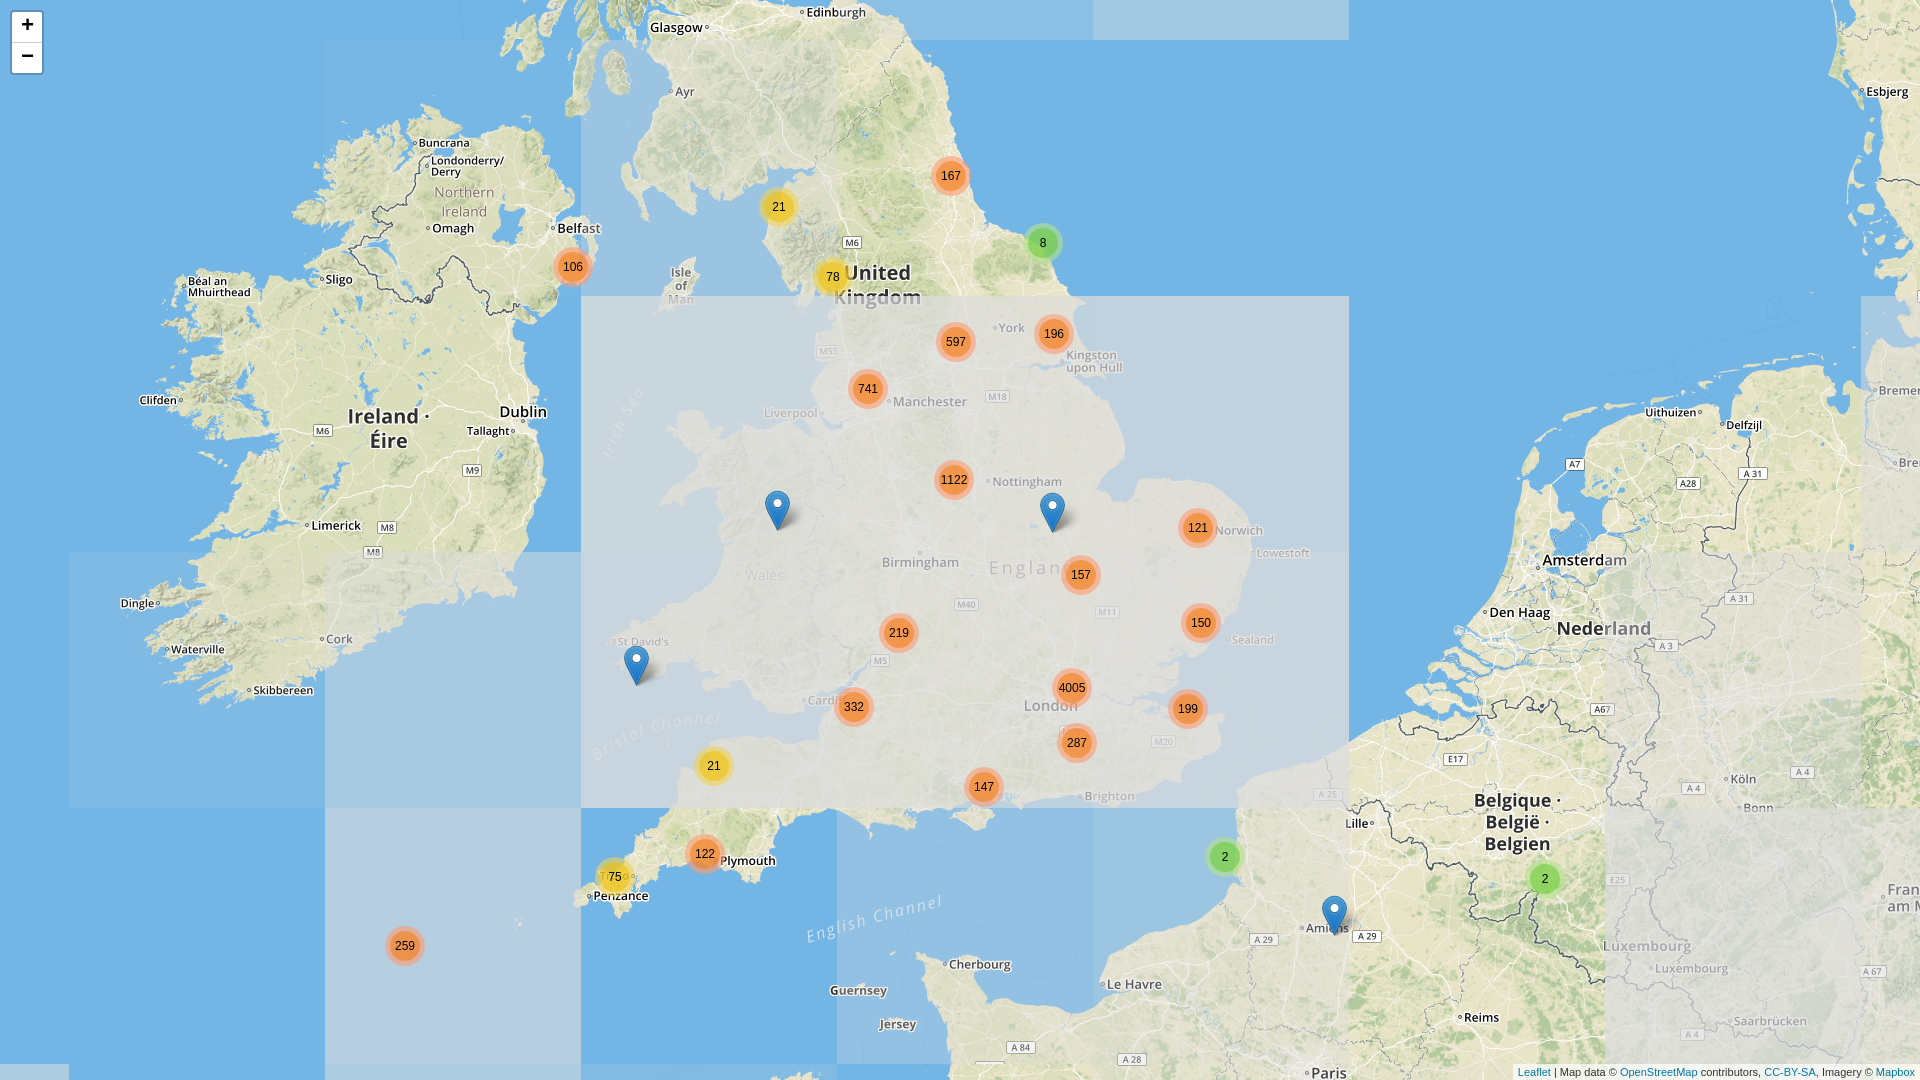 +
−
Glasgow
Edinburgh
Ayr
Esbjerg
Buncrana
Londonderry/
Derry
Northern
Ireland
Omagh
Belfast
167
21
8
M6
106
78
United
Kingdom
Isle
of
Man
Sligo
Béal an
Mhuirthead
York
196
597
Kingston
upon Hull
M55
741
Manchester
M18
Liverpool
Irish Sea
Clifden
Ireland ·
Éire
Dublin
Tallaght
M6
M9
Uithuizen
Delfzijl
A7
A 31
A28
Bremer
Bre
1122
Nottingham
Limerick
M8
M8
121
Norwich
Lowestoft
Birmingham
Englan
157
Wales
Amsterdam
M40
M11
A 31
Dingle
Den Haag
Nederland
150
Sealand
219
Cork
St David's
Waterville
M5
A 3
Skibbereen
4005
London
Cardi
332
199
A67
Bristol Channel
287
M20
E17
21
147
Brighton
A 25
Köln
A 4
A 4
Bonn
Belgique ·
België ·
Belgien
Lille
122
Plymouth
2
75
Penzance
2
E25
Fran
am M
English Channel
Amiens
A 29
A 29
259
Luxembourg
Luxembourg
A 67
Cherbourg
Le Havre
Guernsey
Jersey
Reims
Saarbrücken
A 4
A 84
A 28
Paris
Leaflet | Map data © OpenStreetMap contributors, CC-BY-SA, Imagery © Mapbox